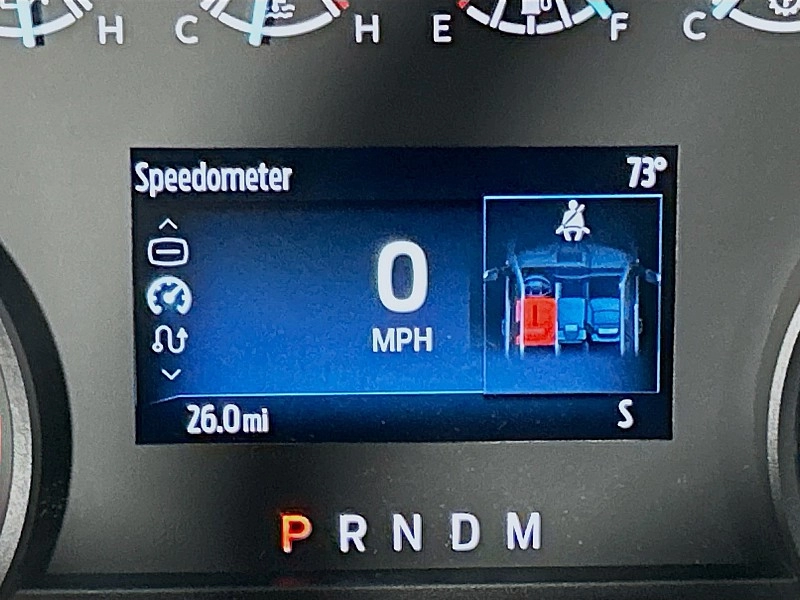 H C H E F C
Speedometer 73°
0
MPH
26.0mi S
P R N D M